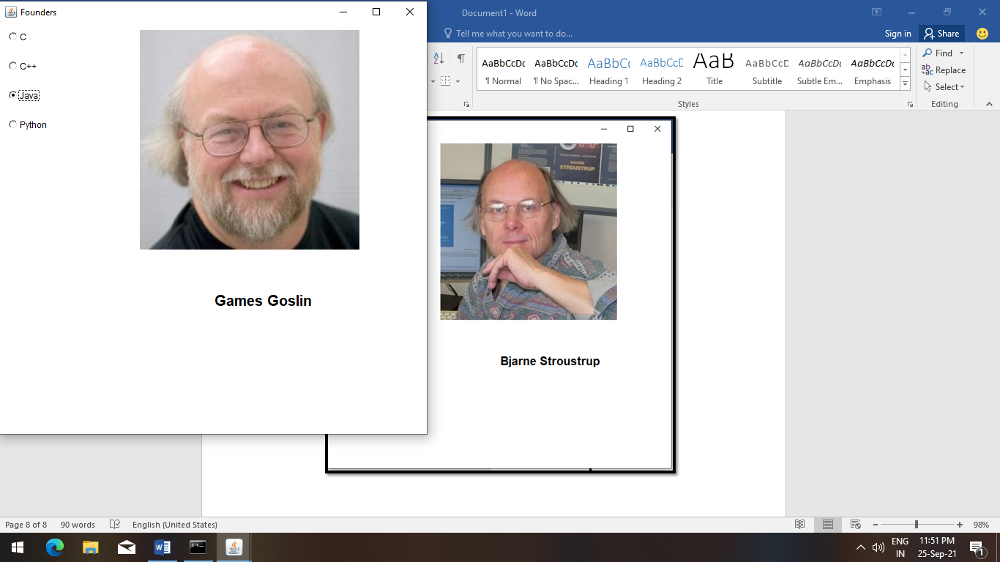 Founders
C
C++
Java
Python
Games Goslin
Document1 - Word
Tell me what you want to do...
Sign in
Share
A
Z
¶
AaBbCcDc
AaBbCcDc
AaBbCc
AaBbCcD
AaB
AaBbCcD
AaBbCcDc
AaBbCcDc
¶ Normal
¶ No Spac...
Heading 1
Heading 2
Title
Subtitle
Subtle Em...
Emphasis
Styles
Find
Replace
Select
Editing
BJARNE
STROUSTRUP
Bjarne Stroustrup
Page 8 of 8
90 words
English (United States)
98%
ENG
IN
11:51 PM
25-Sep-21
1